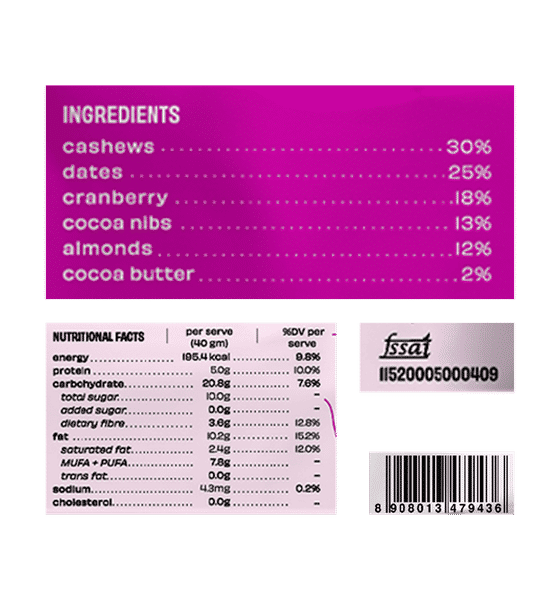 INGREDIENTS
cashews 30%
dates 25%
cranberry 18%
cocoa nibs 13%
almonds 12%
cocoa butter 2%
NUTRITIONAL FACTS | per serve (40 gm) | %DV per serve
energy 195.4 kcal 9.8%
protein 5.0g 10.0%
carbohydrate 20.8g 7.6%
total sugar 10.0g –
added sugar 0.0g –
dietary fibre 3.6g 12.8%
fat 10.2g 15.2%
saturated fat 2.4g 12.0%
MUFA + PUFA 7.8g –
trans fat 0.0g –
sodium 4.3mg 0.2%
cholesterol 0.0g –
fssai
11520005000409
8 908013 479436